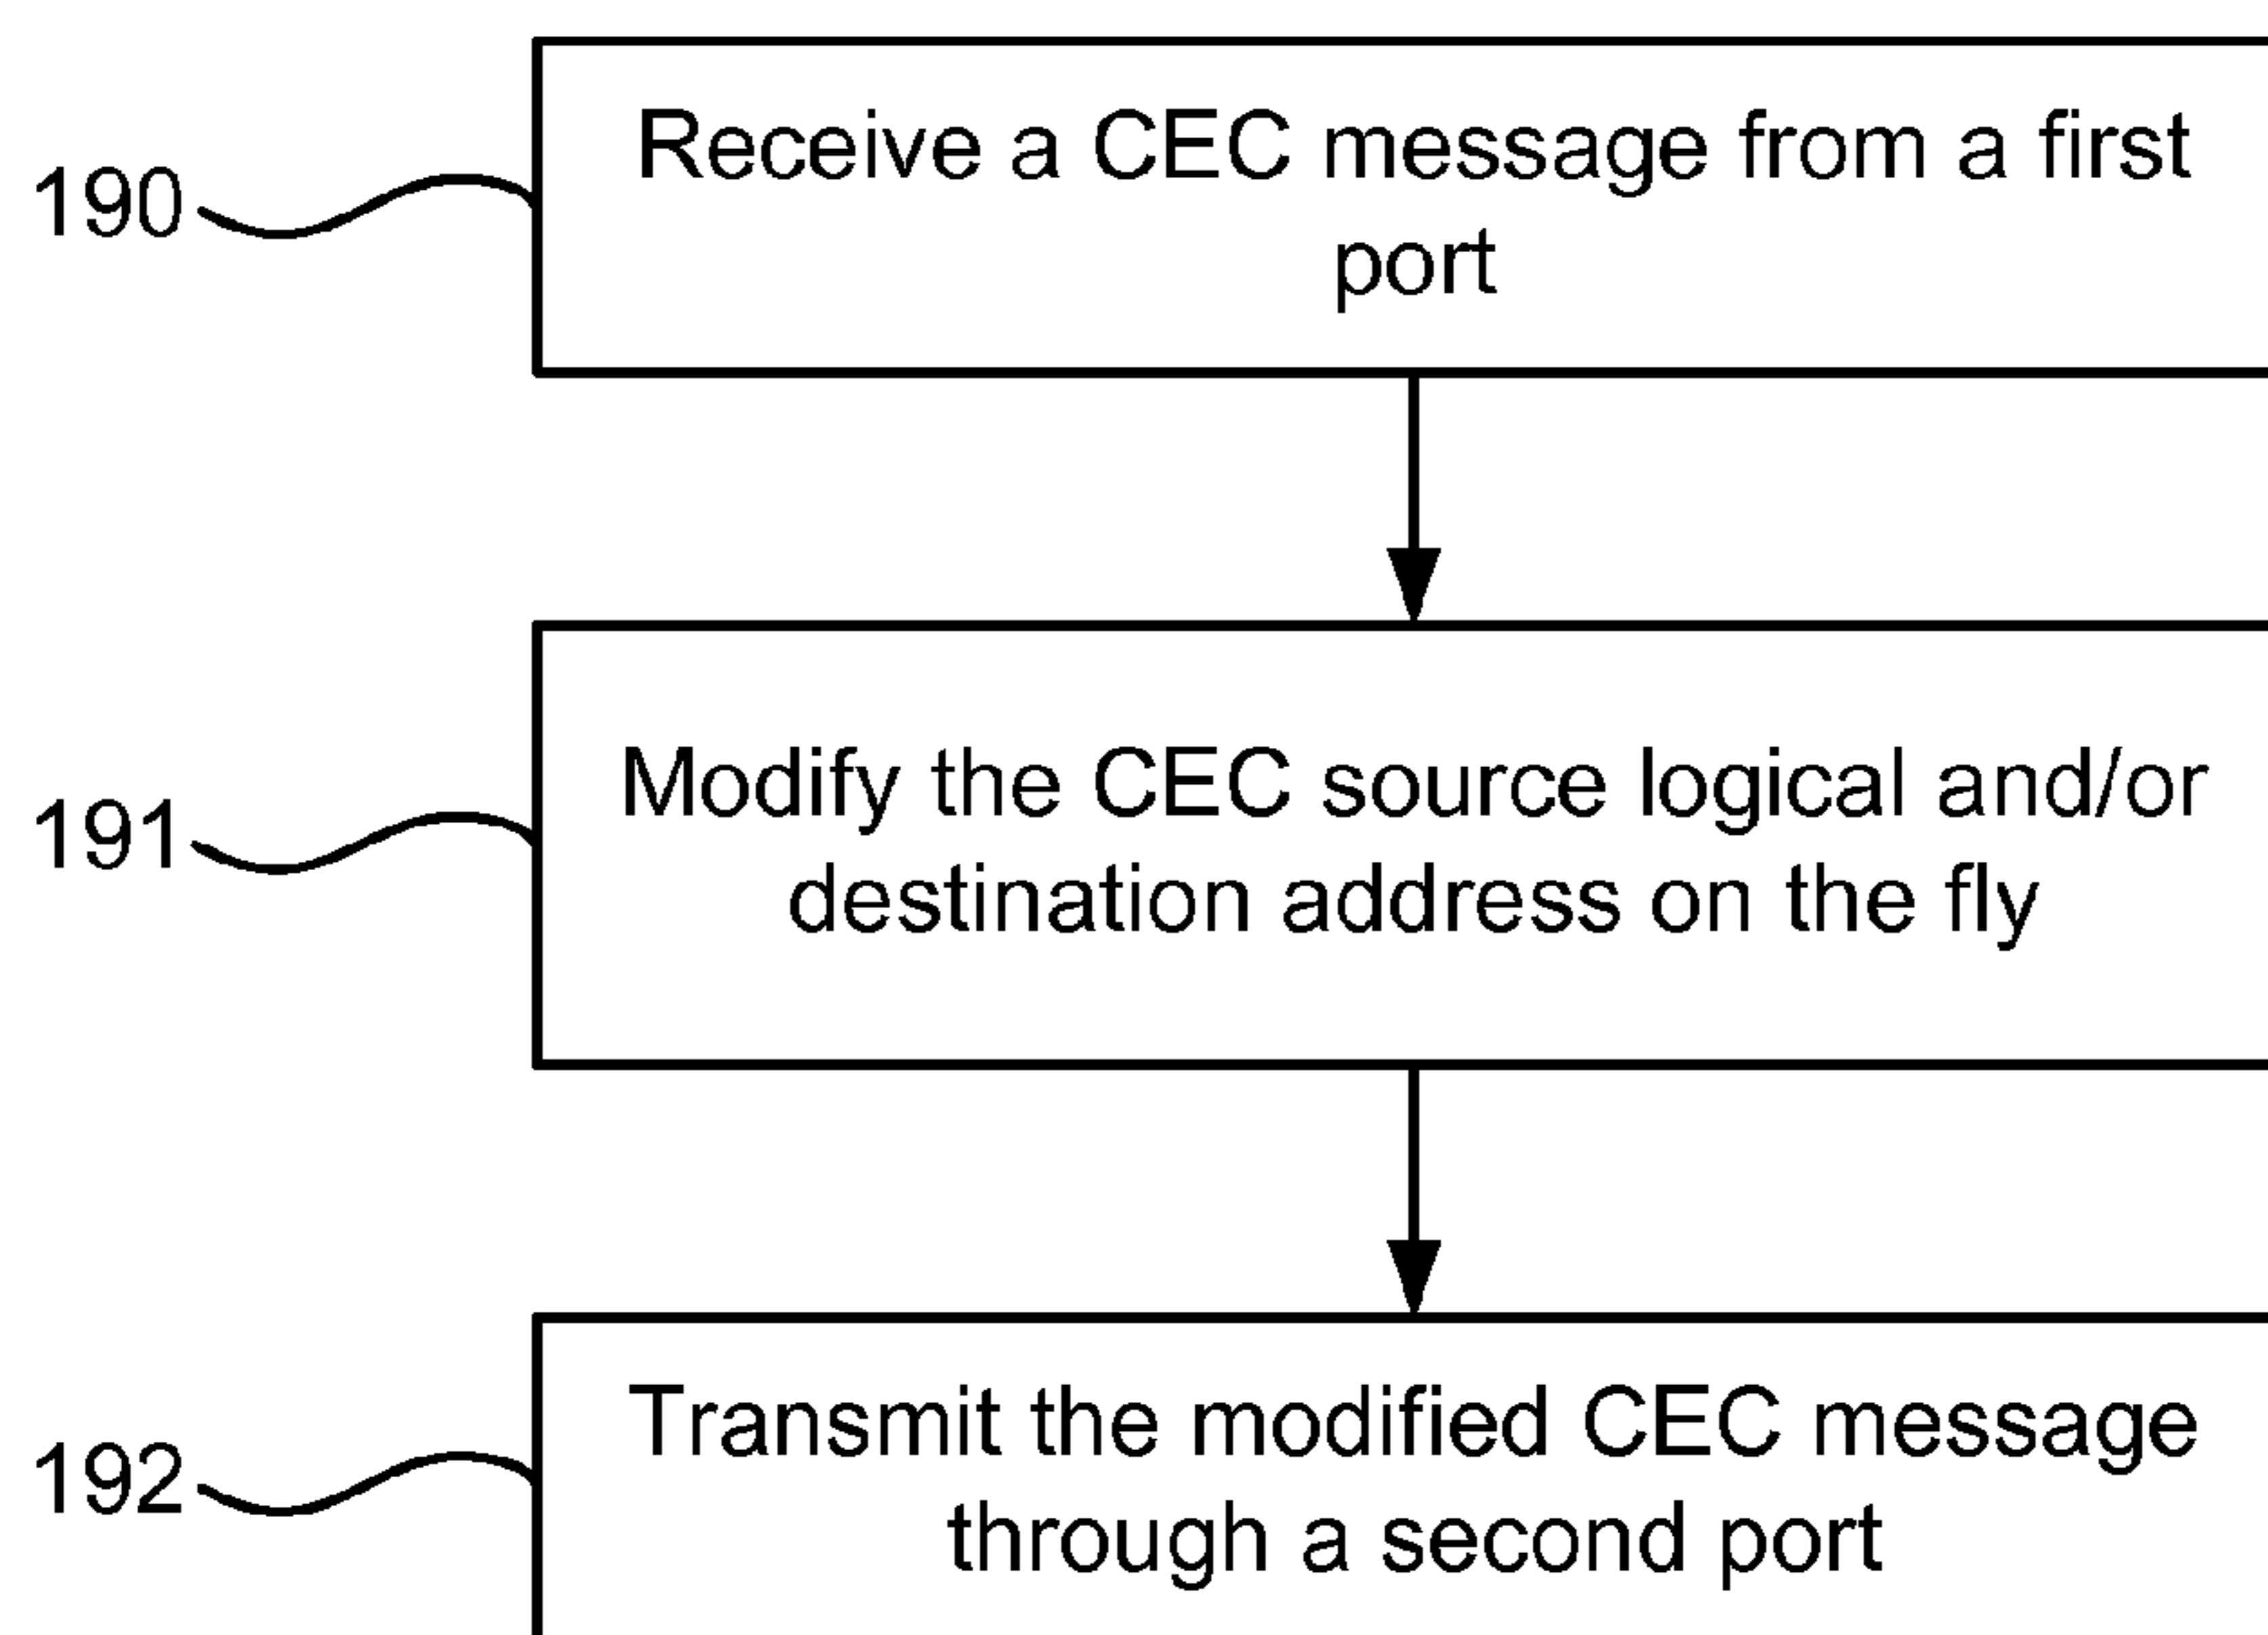 190
Receive a CEC message from a first
port
191
Modify the CEC source logical and/or
destination address on the fly
192
Transmit the modified CEC message
through a second port